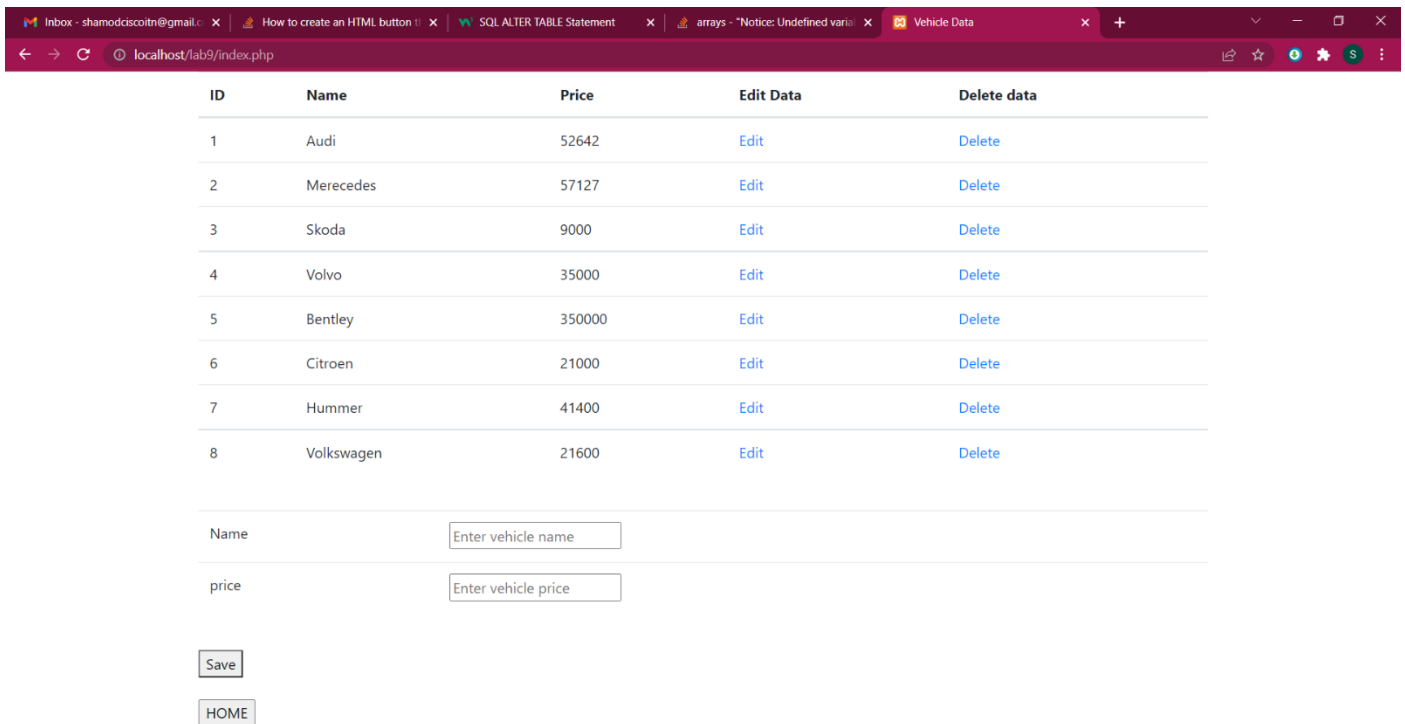 Inbox - shamodciscoitn@gmail.c How to create an HTML button t SQL ALTER TABLE Statement arrays - "Notice: Undefined varial Vehicle Data
localhost/lab9/index.php S
ID Name Price Edit Data Delete data
1 Audi 52642 Edit Delete
2 Merecedes 57127 Edit Delete
3 Skoda 9000 Edit Delete
4 Volvo 35000 Edit Delete
5 Bentley 350000 Edit Delete
6 Citroen 21000 Edit Delete
7 Hummer 41400 Edit Delete
8 Volkswagen 21600 Edit Delete
Name Enter vehicle name
price Enter vehicle price
Save
HOME